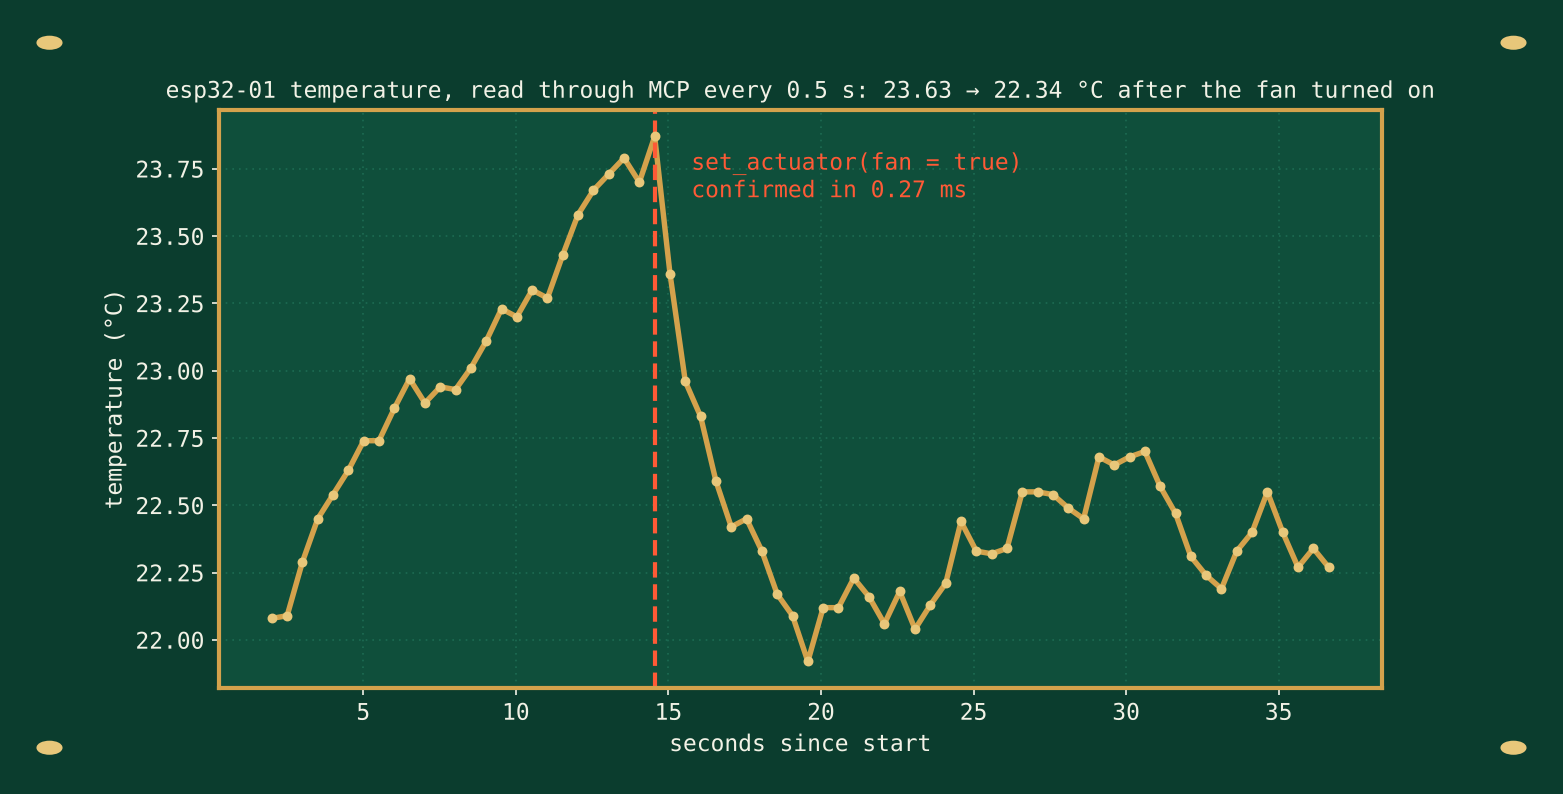 esp32-01 temperature, read through MCP every 0.5 s: 23.63 → 22.34 °C after the fan turned on
set_actuator(fan = true)
confirmed in 0.27 ms
temperature (°C)
23.75
23.50
23.25
23.00
22.75
22.50
22.25
22.00
5 10 15 20 25 30 35
seconds since start